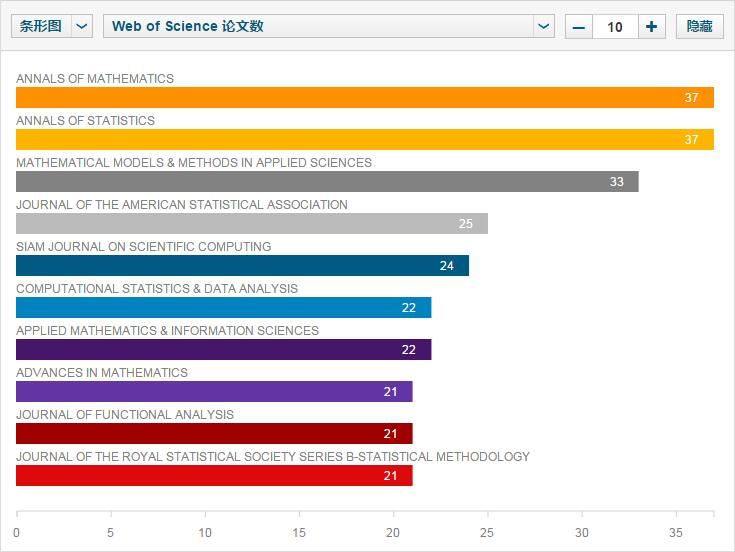 条形图 Web of Science 论文数 10 隐藏
ANNALS OF MATHEMATICS
37
ANNALS OF STATISTICS
37
MATHEMATICAL MODELS & METHODS IN APPLIED SCIENCES
33
JOURNAL OF THE AMERICAN STATISTICAL ASSOCIATION
25
SIAM JOURNAL ON SCIENTIFIC COMPUTING
24
COMPUTATIONAL STATISTICS & DATA ANALYSIS
22
APPLIED MATHEMATICS & INFORMATION SCIENCES
22
ADVANCES IN MATHEMATICS
21
JOURNAL OF FUNCTIONAL ANALYSIS
21
JOURNAL OF THE ROYAL STATISTICAL SOCIETY SERIES B-STATISTICAL METHODOLOGY
21
0 5 10 15 20 25 30 35